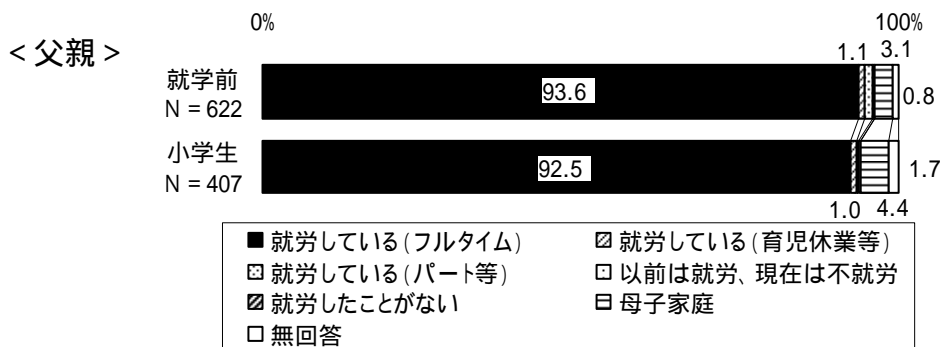 0% 100%
<父親>
1.1 3.1
就学前
N = 622
93.6
0.8
小学生
N = 407
92.5
1.7
1.0 4.4
就労している(フルタイム) 就労している(育児休業等)
就労している(パート等) 以前は就労、現在は不就労
就労したことがない 母子家庭
無回答